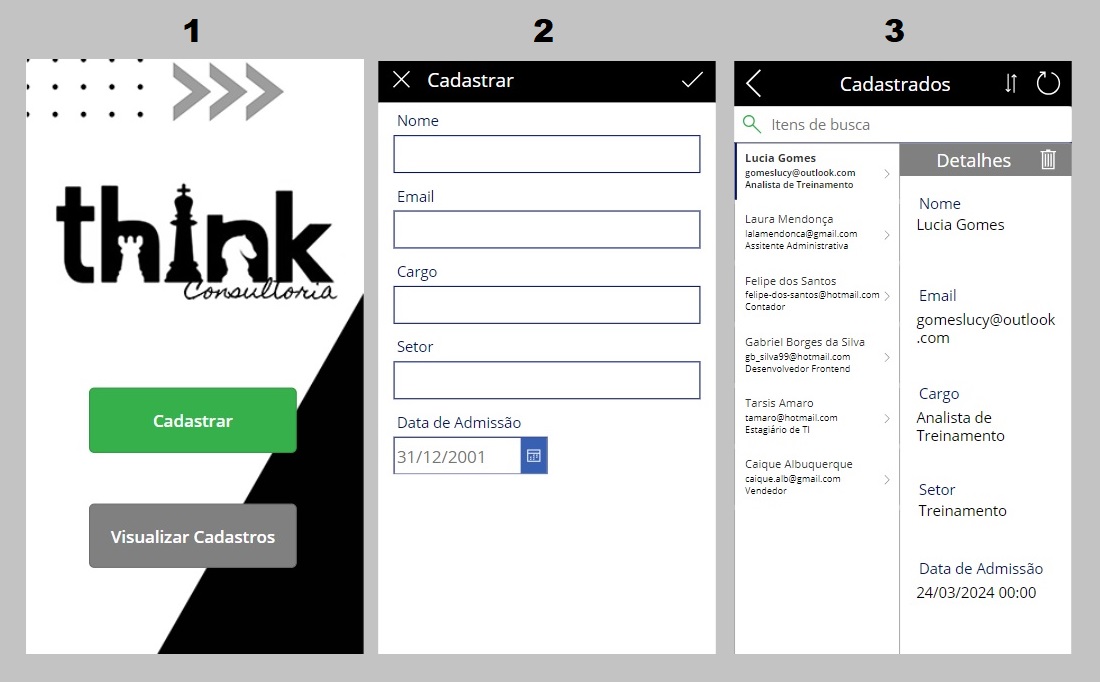 1
think
Consultoria
Cadastrar
Visualizar Cadastros
2
Cadastrar
Nome
Email
Cargo
Setor
Data de Admissão
31/12/2001
3
Cadastrados
Itens de busca
Lucia Gomes
gomeslucy@outlook.com
Analista de Treinamento
Laura Mendonça
lalamendonca@gmail.com
Assitente Administrativa
Felipe dos Santos
felipe-dos-santos@hotmail.com
Contador
Gabriel Borges da Silva
gb_silva99@hotmail.com
Desenvolvedor Frontend
Tarsis Amaro
tamaro@hotmail.com
Estagiário de TI
Caique Albuquerque
caique.alb@gmail.com
Vendedor
Detalhes
Nome
Lucia Gomes
Email
gomeslucy@outlook
.com
Cargo
Analista de
Treinamento
Setor
Treinamento
Data de Admissão
24/03/2024 00:00